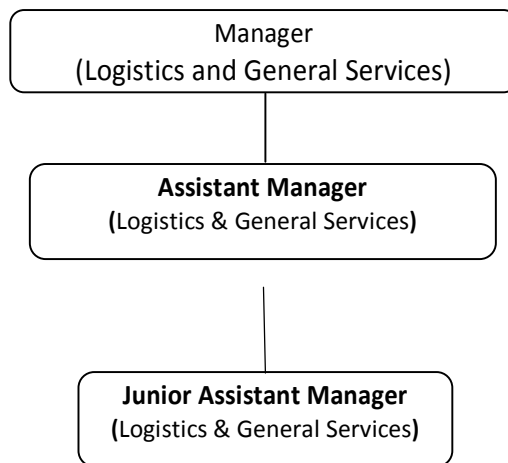 Manager
(Logistics and General Services)
Assistant Manager
(Logistics & General Services)
Junior Assistant Manager
(Logistics & General Services)